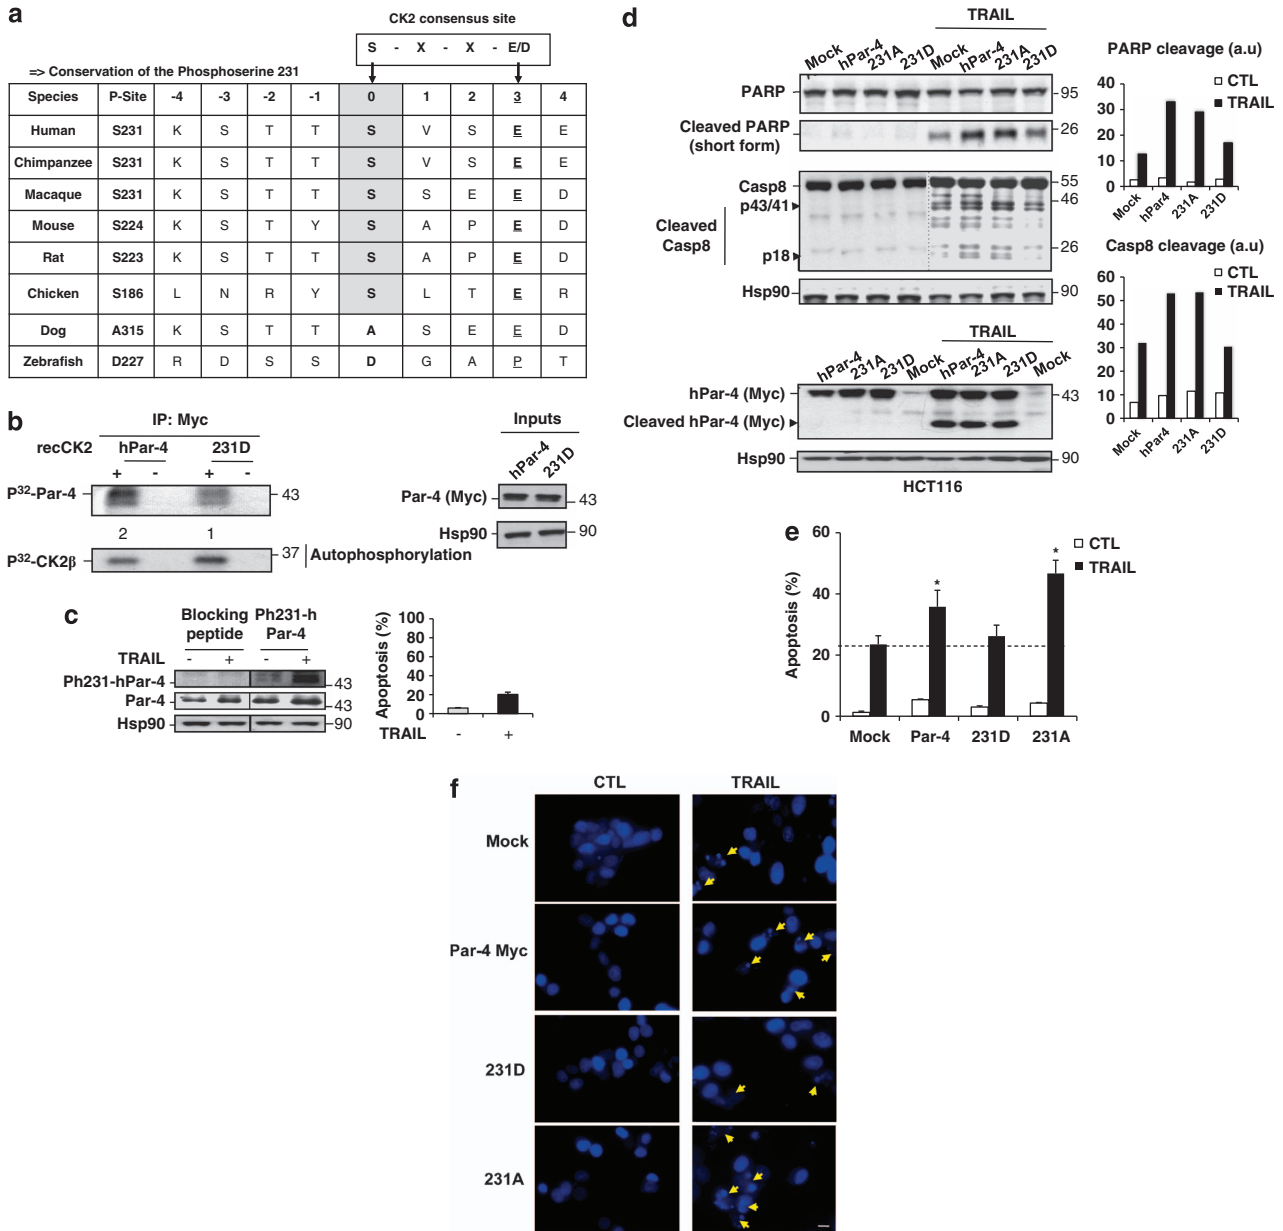 a
CK2 consensus site
S - X - X - E/D
=> Conservation of the Phosphoserine 231
Species P-Site -4 -3 -2 -1 0 1 2 3 4
Human S231 K S T T S V S E E
Chimpanzee S231 K S T T S V S E E
Macaque S231 K S T T S S E E D
Mouse S224 K S T Y S A P E D
Rat S223 K S T T S A P E D
Chicken S186 L N R Y S L T E R
Dog A315 K S T T A S E E D
Zebrafish D227 R D S S D G A P T
b
IP: Myc
recCK2 hPar-4 231D
+ - + -
P32-Par-4 43
2 1
P32-CK2β 37 Autophosphorylation
Inputs
hPar-4 231D
Par-4 (Myc) 43
Hsp90 90
c
Blocking peptide Ph231-h Par-4
TRAIL - + - +
Ph231-hPar-4 43
Par-4 43
Hsp90 90
Apoptosis (%)
100
80
60
40
20
0
TRAIL - +
d
TRAIL
Mock hPar-4 231A 231D Mock hPar-4 231A 231D
PARP 95
Cleaved PARP (short form) 26
Casp8 55
p43/41 46
Cleaved Casp8
26
p18
Hsp90 90
TRAIL
hPar-4 231A 231D Mock hPar-4 231A 231D Mock
hPar-4 (Myc) 43
Cleaved hPar-4 (Myc)
Hsp90 90
HCT116
PARP cleavage (a.u)
CTL
TRAIL
40
30
20
10
0
Mock hPar4 231A 231D
Casp8 cleavage (a.u)
CTL
TRAIL
60
50
40
30
20
10
0
Mock hPar4 231A 231D
e
Apoptosis (%)
60
40
20
0
CTL
TRAIL
* *
Mock Par-4 231D 231A
f
CTL TRAIL
Mock
Par-4 Myc
231D
231A